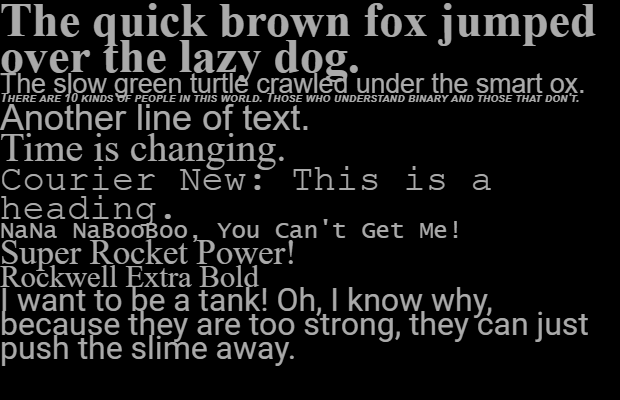 The quick brown fox jumped
over the lazy dog.
The slow green turtle crawled under the smart ox.
There are 10 kinds of people in this world. Those who understand binary and those that don't.
Another line of text.
Time is changing.
Courier New: This is a
heading.
NaNa NaBooBoo, You Can't Get Me!
Super Rocket Power!
Rockwell Extra Bold
I want to be a tank! Oh, I know why,
because they are too strong, they can just
push the slime away.